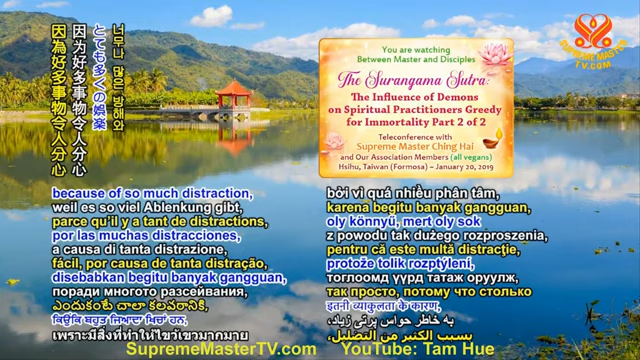 너무나 많은 방해와
とても多くの娯楽
因为好多事物令人分心
因為好多事物令人分心
SUPREME MASTER
TV.COM
You are watching
Between Master and Disciples
The Surangama Sutra:
The Influence of Demons
on Spiritual Practitioners Greedy
for Immortality Part 2 of 2
Teleconference with
Supreme Master Ching Hai
and Our Association Members (all vegans)
Hsihu, Taiwan (Formosa) – January 20, 2019
because of so much distraction,
weil es so viel Ablenkung gibt,
parce qu'il y a tant de distractions,
por las muchas distracciones,
a causa di tanta distrazione,
fácil, por causa de tanta distração,
disebabkan begitu banyak gangguan,
поради многото разсейвания,
ఎందుకంటే చాలా కలవరానికి,
ਕਿਉਂਕਿ ਬਹੁਤ ਜ਼ਿਆਦਾ ਖਿਚਾਂ ਹਨ,
เพราะมีสิ่งที่ทำให้ไขว้เขวมากมาย
bởi vì quá nhiều phân tâm,
karena begitu banyak gangguan,
oly könnyű, mert oly sok
z powodu tak dużego rozproszenia,
pentru că este multă distracţie,
protože tolik rozptýlení,
тоглоомд үүрд татаж оруулж,
так просто, потому что столько
इतनी व्याकुलता के कारण,
به خاطر حواس پرتی زیاد،
بسبب الكثير من التضليل،
SupremeMasterTV.com
YouTube: Tam Hue